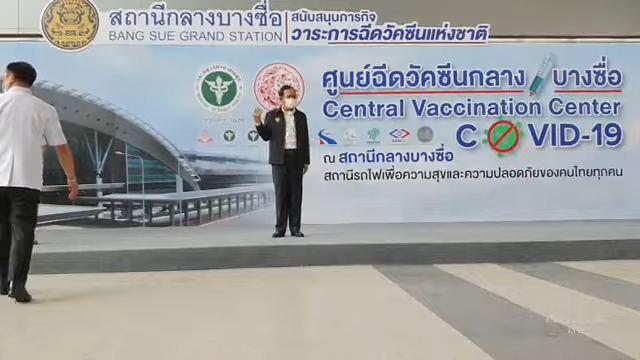 สถานีกลางบางซื่อ
BANG SUE GRAND STATION
สนับสนุนภารกิจ
วาระการฉีดวัคซีนแห่งชาติ
ศูนย์ฉีดวัคซีนกลาง บางซื่อ
Central Vaccination Center
COVID-19
ณ สถานีกลางบางซื่อ
สถานีรถไฟเพื่อความสุขและความปลอดภัยของคนไทยทุกคน